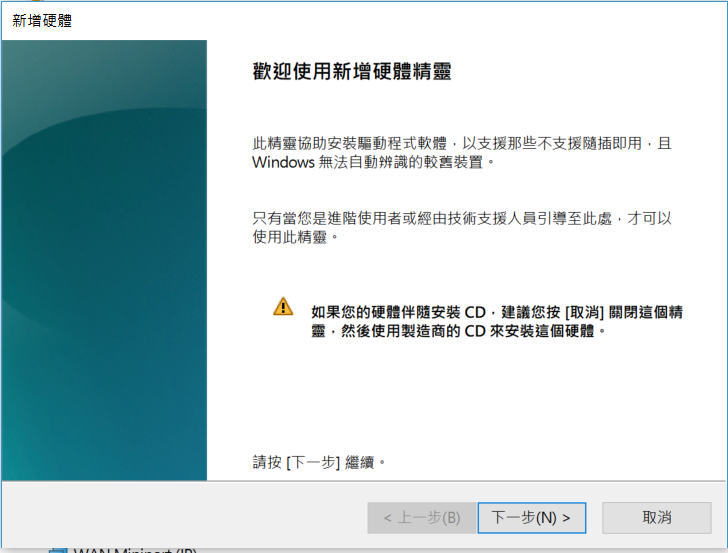 新增硬體
歡迎使用新增硬體精靈
此精靈協助安裝驅動程式軟體，以支援那些不支援隨插即用，且
Windows 無法自動辨識的較舊裝置。
只有當您是進階使用者或經由技術支援人員引導至此處，才可以
使用此精靈。
如果您的硬體伴隨安裝 CD，建議您按 [取消] 關閉這個精
靈，然後使用製造商的 CD 來安裝這個硬體。
請按 [下一步] 繼續。
< 上一步(B)
下一步(N) >
取消
WAN Miniport (IP)